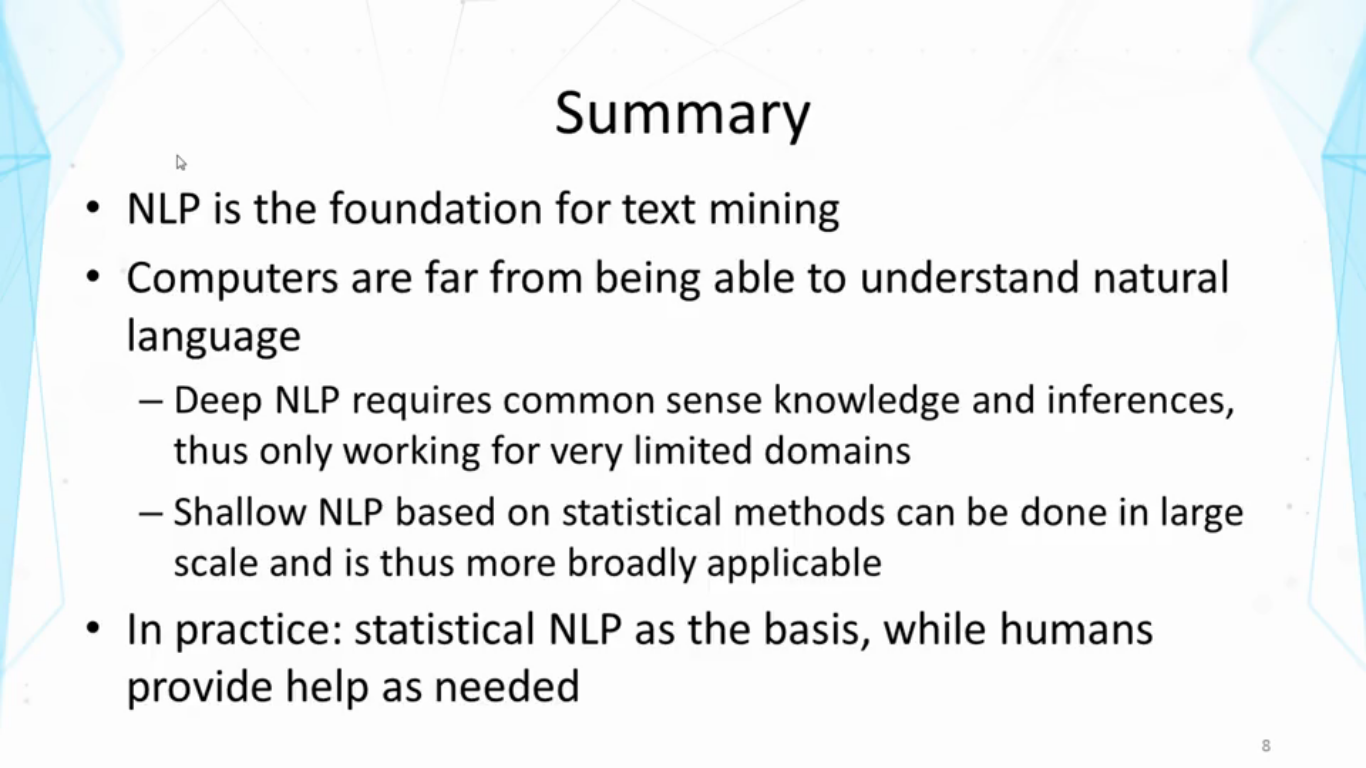 Summary
• NLP is the foundation for text mining
• Computers are far from being able to understand natural
language
– Deep NLP requires common sense knowledge and inferences,
thus only working for very limited domains
– Shallow NLP based on statistical methods can be done in large
scale and is thus more broadly applicable
• In practice: statistical NLP as the basis, while humans
provide help as needed
8